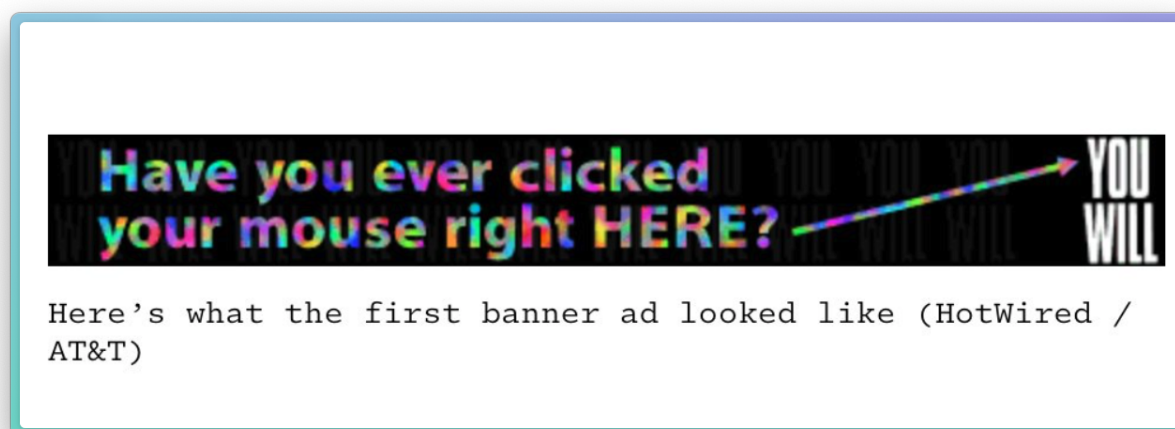 Have you ever clicked
your mouse right HERE?
YOU
WILL
Here’s what the first banner ad looked like (HotWired /
AT&T)